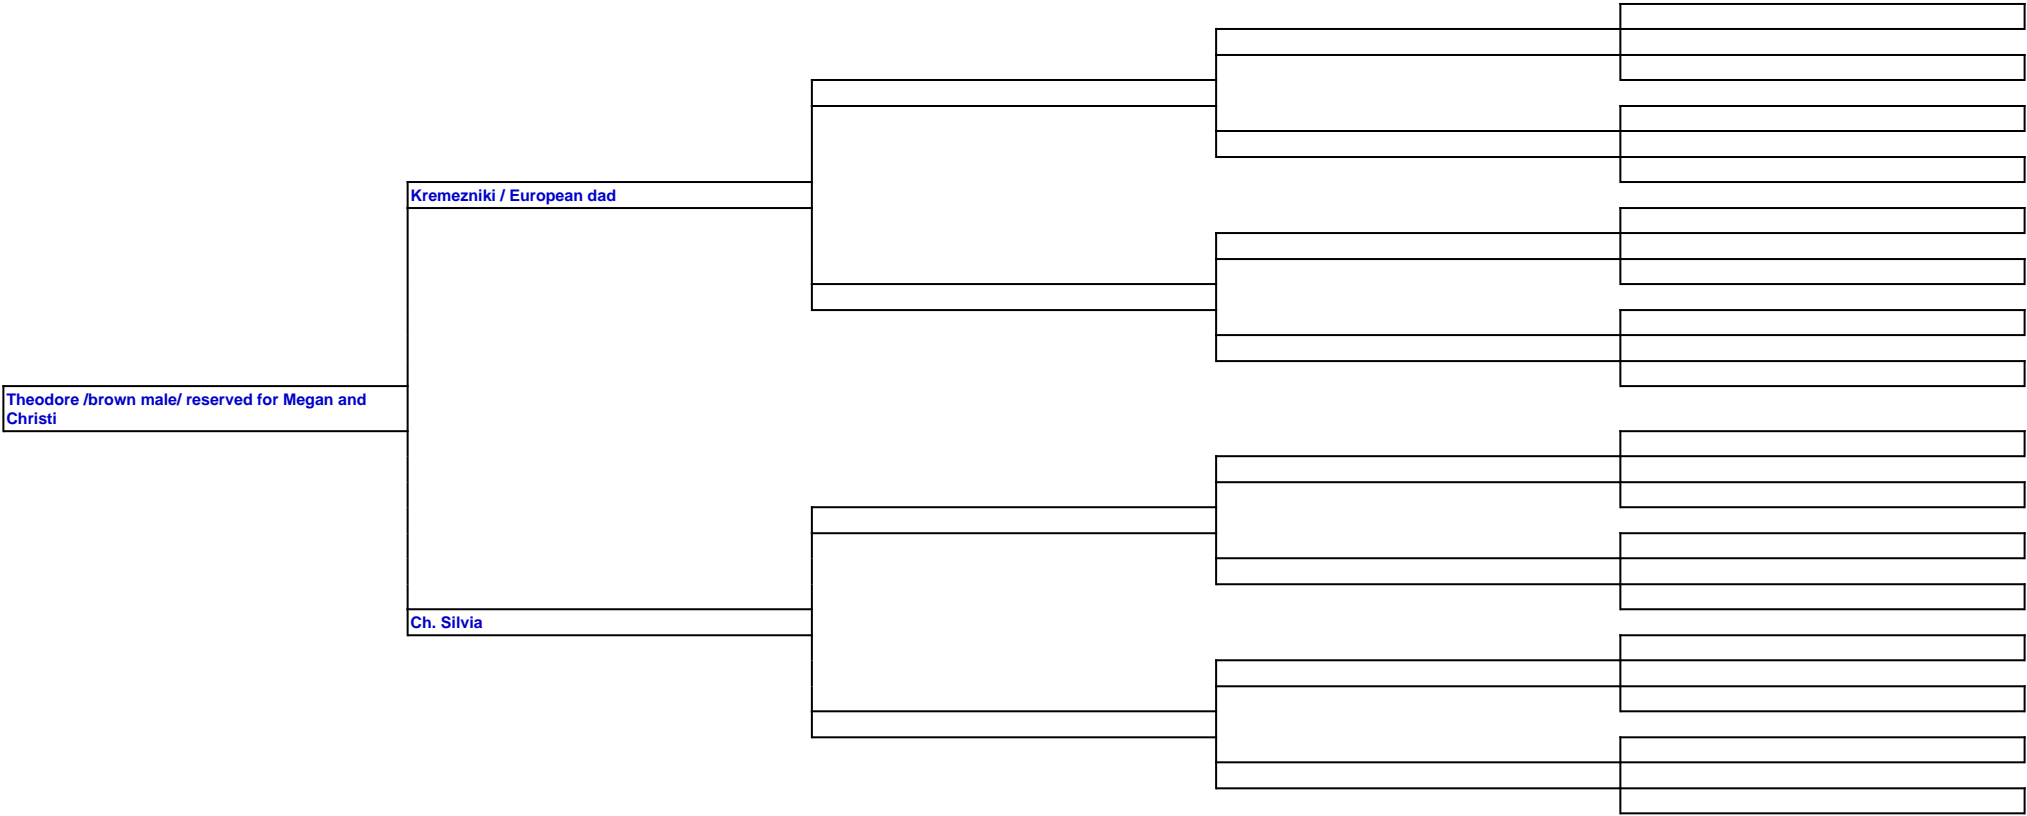 Kremezniki / European dad
Theodore /brown male/ reserved for Megan and
Christi
Ch. Silvia